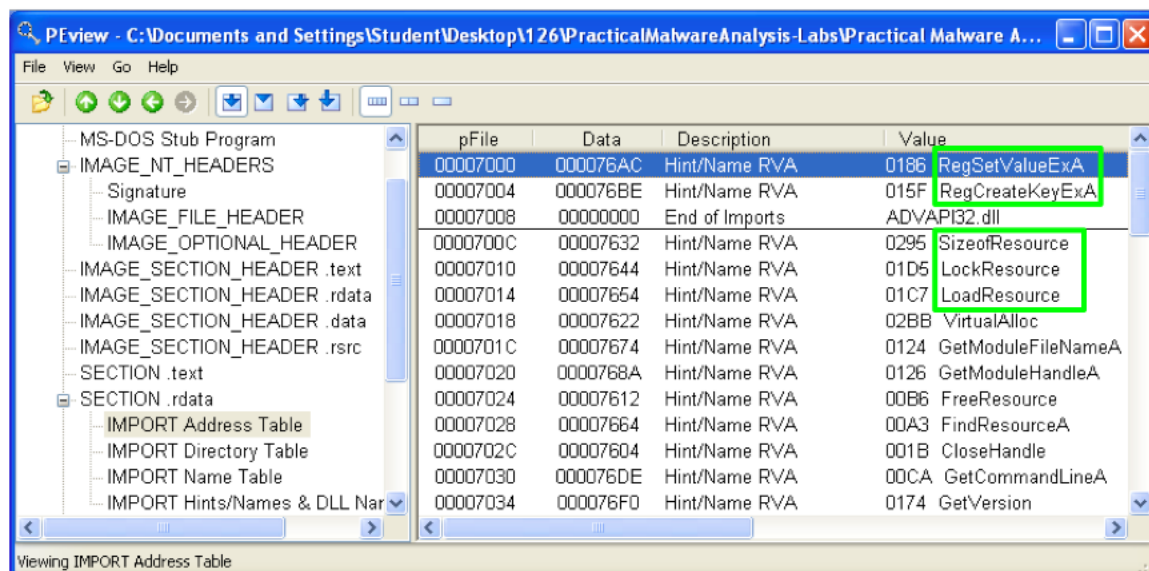 PEview - C:\Documents and Settings\Student\Desktop\126\PracticalMalwareAnalysis-Labs\Practical Malware A...
File View Go Help
MS-DOS Stub Program
IMAGE_NT_HEADERS
Signature
IMAGE_FILE_HEADER
IMAGE_OPTIONAL_HEADER
IMAGE_SECTION_HEADER .text
IMAGE_SECTION_HEADER .rdata
IMAGE_SECTION_HEADER .data
IMAGE_SECTION_HEADER .rsrc
SECTION .text
SECTION .rdata
IMPORT Address Table
IMPORT Directory Table
IMPORT Name Table
IMPORT Hints/Names & DLL Nar
pFile Data Description Value
00007000 000076AC Hint/Name RVA 0186 RegSetValueExA
00007004 000076BE Hint/Name RVA 015F RegCreateKeyExA
00007008 00000000 End of Imports ADVAPI32.dll
0000700C 00007632 Hint/Name RVA 0295 SizeofResource
00007010 00007644 Hint/Name RVA 01D5 LockResource
00007014 00007654 Hint/Name RVA 01C7 LoadResource
00007018 00007622 Hint/Name RVA 02BB VirtualAlloc
0000701C 00007674 Hint/Name RVA 0124 GetModuleFileNameA
00007020 0000768A Hint/Name RVA 0126 GetModuleHandleA
00007024 00007612 Hint/Name RVA 00B6 FreeResource
00007028 00007664 Hint/Name RVA 00A3 FindResourceA
0000702C 00007604 Hint/Name RVA 001B CloseHandle
00007030 000076DE Hint/Name RVA 00CA GetCommandLineA
00007034 000076F0 Hint/Name RVA 0174 GetVersion
Viewing IMPORT Address Table